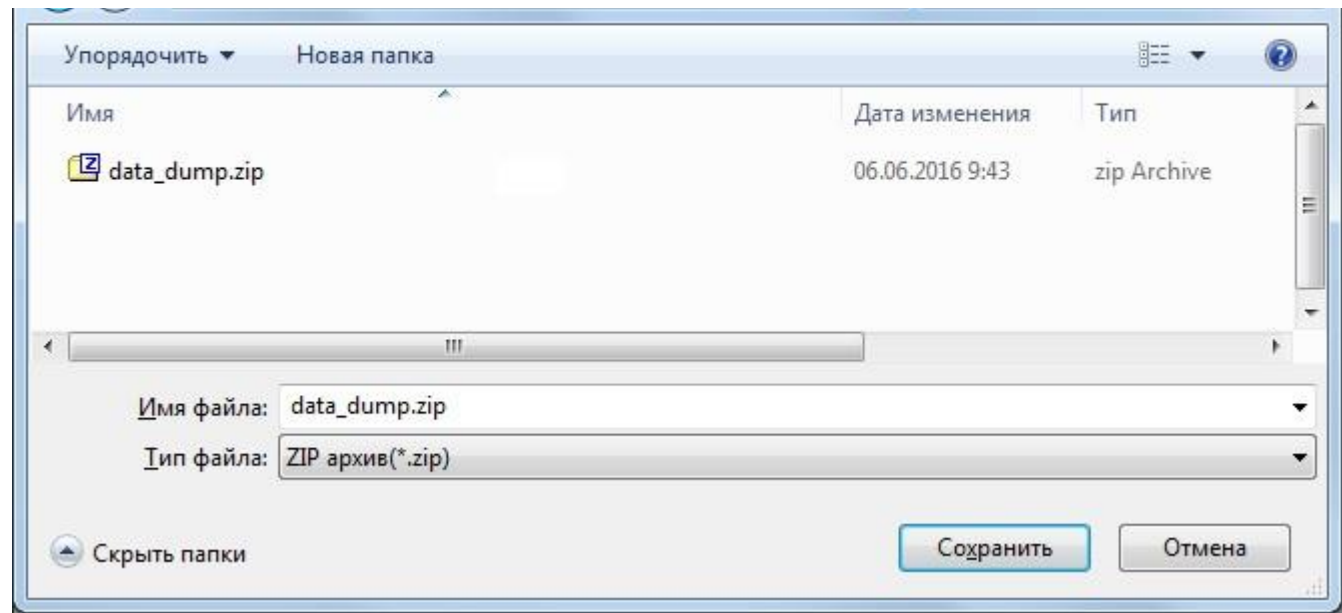 Упорядочить Новая папка
Имя Дата изменения Тип
data_dump.zip 06.06.2016 9:43 zip Archive
Имя файла: data_dump.zip
Тип файла: ZIP архив(*.zip)
Скрыть папки Сохранить Отмена